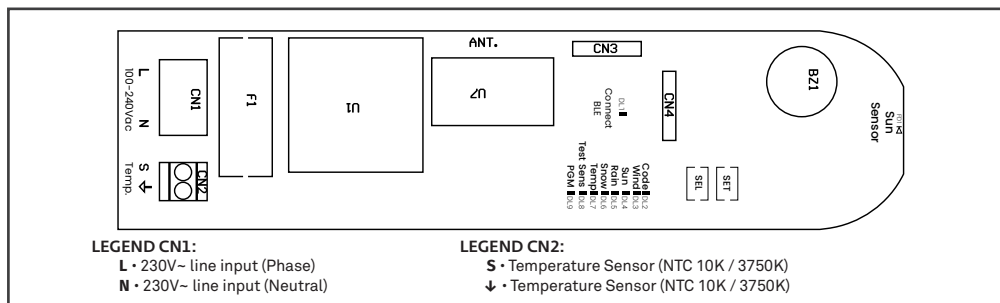 ANT.
CN3
L
100-240Vac
N
CN1
F1
U1
U7
DL1
Connect
BLE
CN4
BZ1
PD1
Sun
Sensor
S
Temp.
CN2
Code DL2
Wind DL3
Sun DL4
Rain DL5
Snow DL6
Temp DL7
Test Sens DL8
PGM DL9
SEL
SET
LEGEND CN1:
L • 230V~ line input (Phase)
N • 230V~ line input (Neutral)
LEGEND CN2:
S • Temperature Sensor (NTC 10K / 3750K)
↓ • Temperature Sensor (NTC 10K / 3750K)